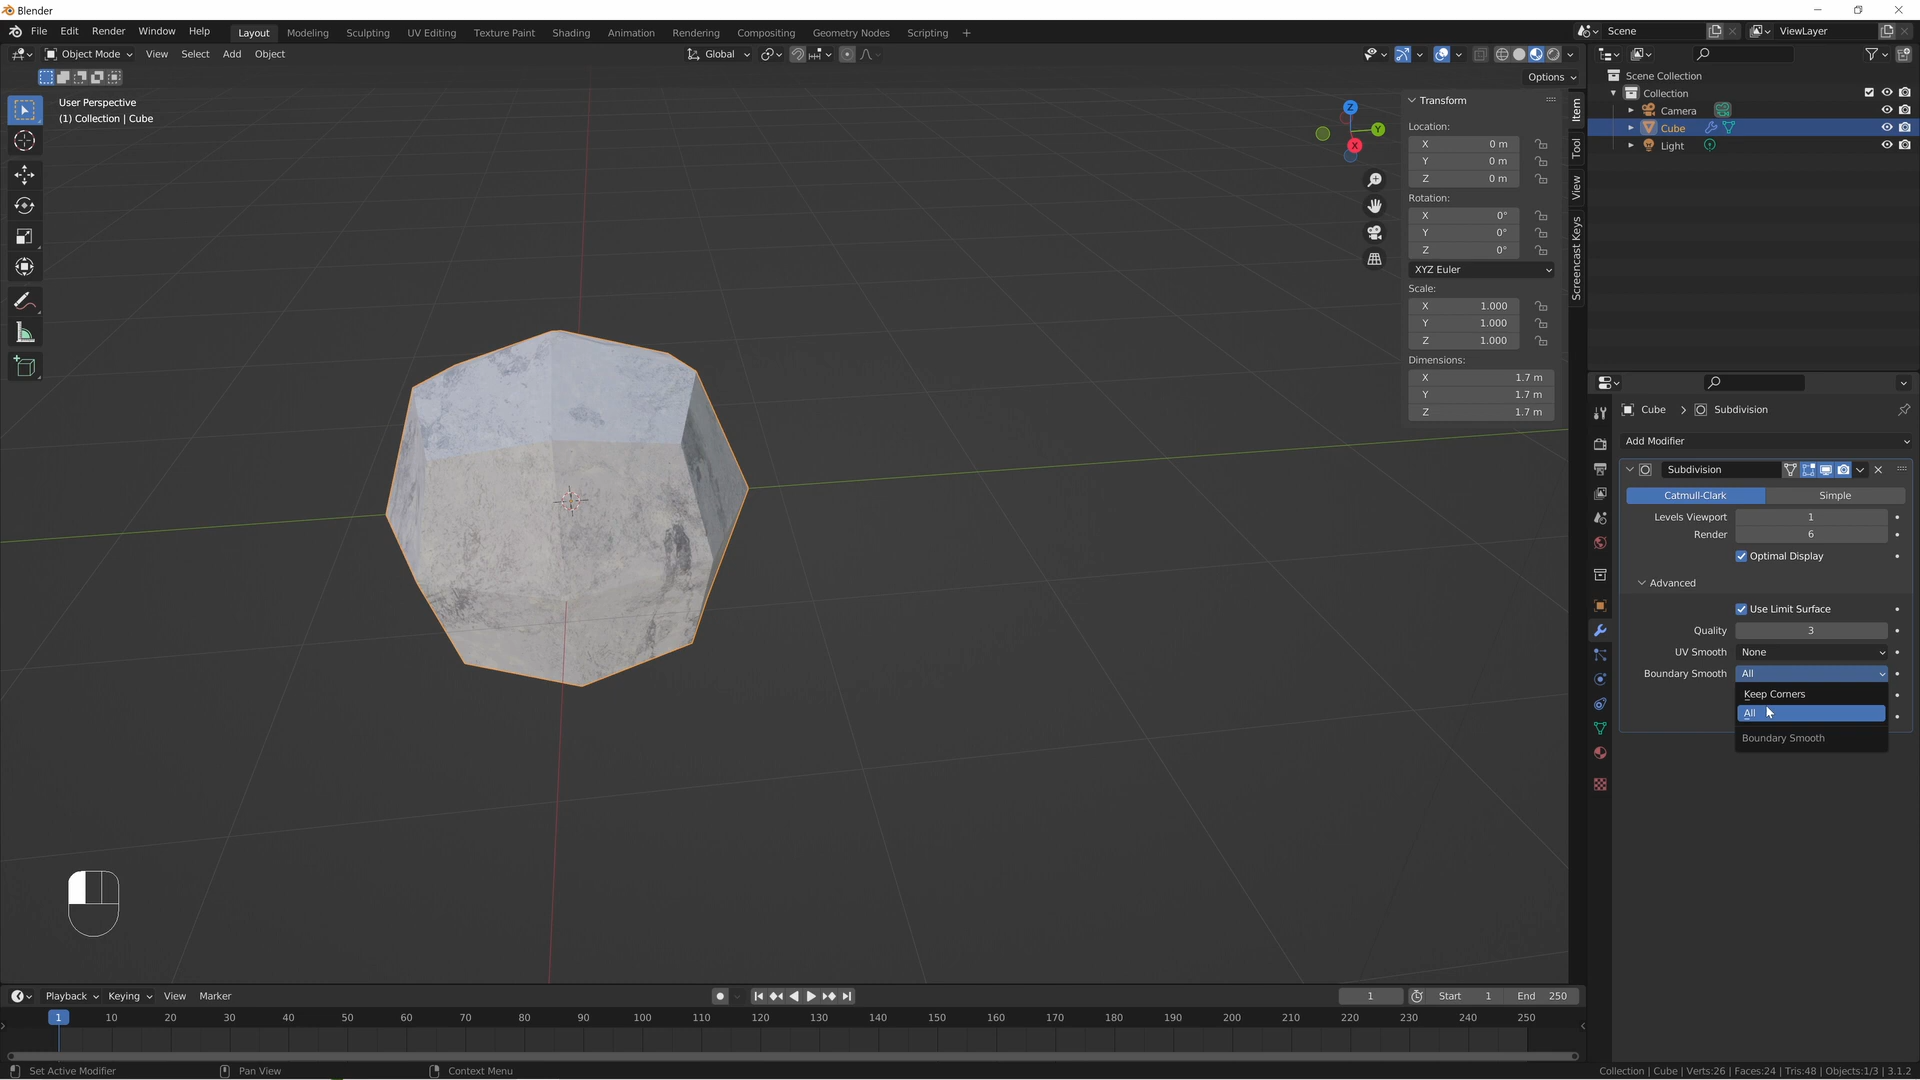 Blender
File Edit Render Window Help Layout Modeling Sculpting UV Editing Texture Paint Shading Animation Rendering Compositing Geometry Nodes Scripting + Scene ViewLayer
Object Mode View Select Add Object Global
Options
User Perspective
(1) Collection | Cube
Z
Y
X
Transform
Location:
X 0 m
Y 0 m
Z 0 m
Rotation:
X 0°
Y 0°
Z 0°
XYZ Euler
Scale:
X 1.000
Y 1.000
Z 1.000
Dimensions:
X 1.7 m
Y 1.7 m
Z 1.7 m
Item
Tool
View
Screencast Keys
Scene Collection
Collection
Camera
Cube
Light
Cube Subdivision
Add Modifier
Subdivision
Catmull-Clark Simple
Levels Viewport 1
Render 6
Optimal Display
Advanced
Use Limit Surface
Quality 3
UV Smooth None
Boundary Smooth All
Keep Corners
All
Boundary Smooth
Playback Keying View Marker 1 Start 1 End 250
1 10 20 30 40 50 60 70 80 90 100 110 120 130 140 150 160 170 180 190 200 210 220 230 240 250
Set Active Modifier Pan View Context Menu Collection | Cube | Verts:26 | Faces:24 | Tris:48 | Objects:1/3 | 3.1.2